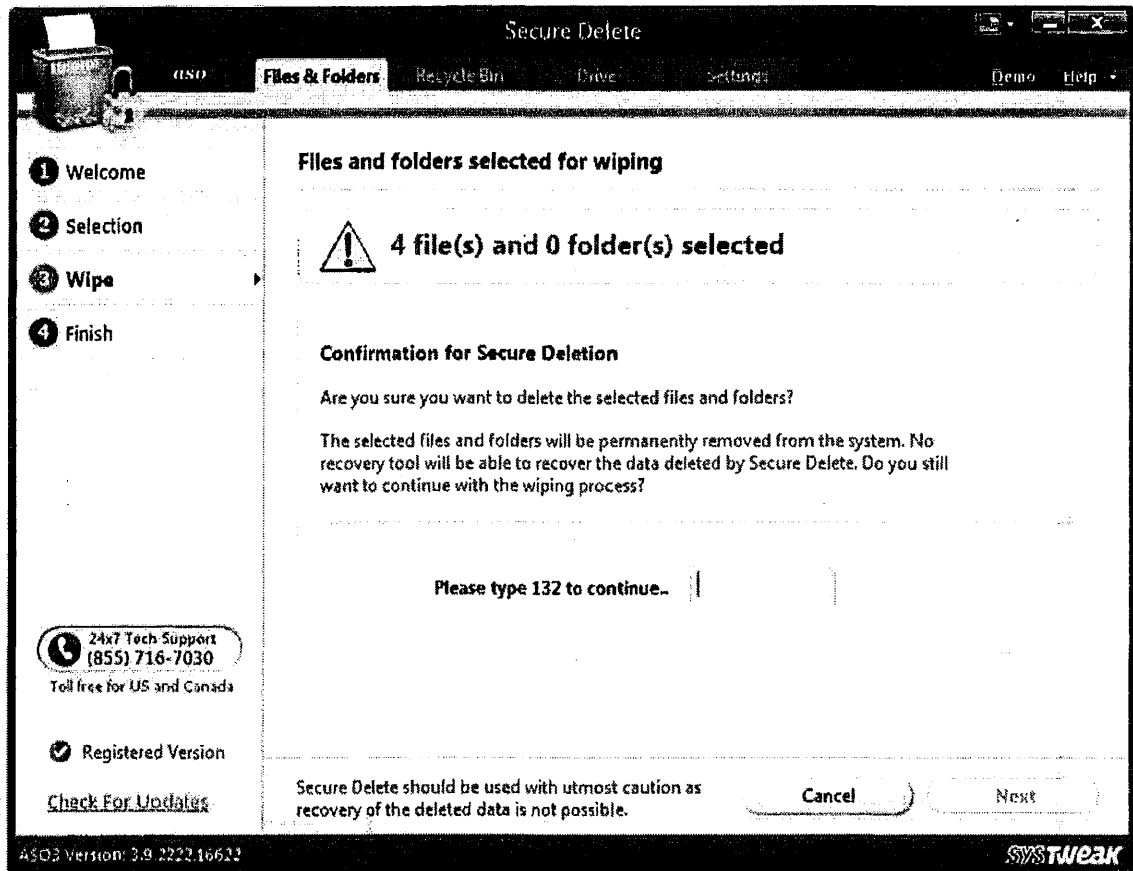 Secure Delete
aso
Files & Folders
Recycle Bin
Drive
Settings
Demo
Help
1 Welcome
2 Selection
3 Wipe
4 Finish
Files and folders selected for wiping
4 file(s) and 0 folder(s) selected
Confirmation for Secure Deletion
Are you sure you want to delete the selected files and folders?
The selected files and folders will be permanently removed from the system. No
recovery tool will be able to recover the data deleted by Secure Delete. Do you still
want to continue with the wiping process?
Please type 132 to continue..
24x7 Tech Support
(855) 716-7030
Toll free for US and Canada
Registered Version
Check For Updates
Secure Delete should be used with utmost caution as
recovery of the deleted data is not possible.
Cancel
Next
ASO3 Version: 3.9.2222.16622
SYSTWEAK